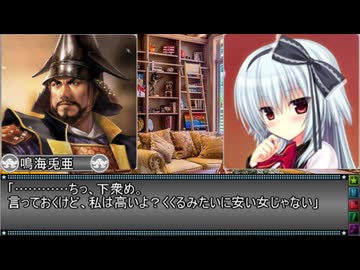 鳴海兎亜
「…………ちっ、下衆め。
言っておくけど、私は高いよ？くくるみたいに安い女じゃない」